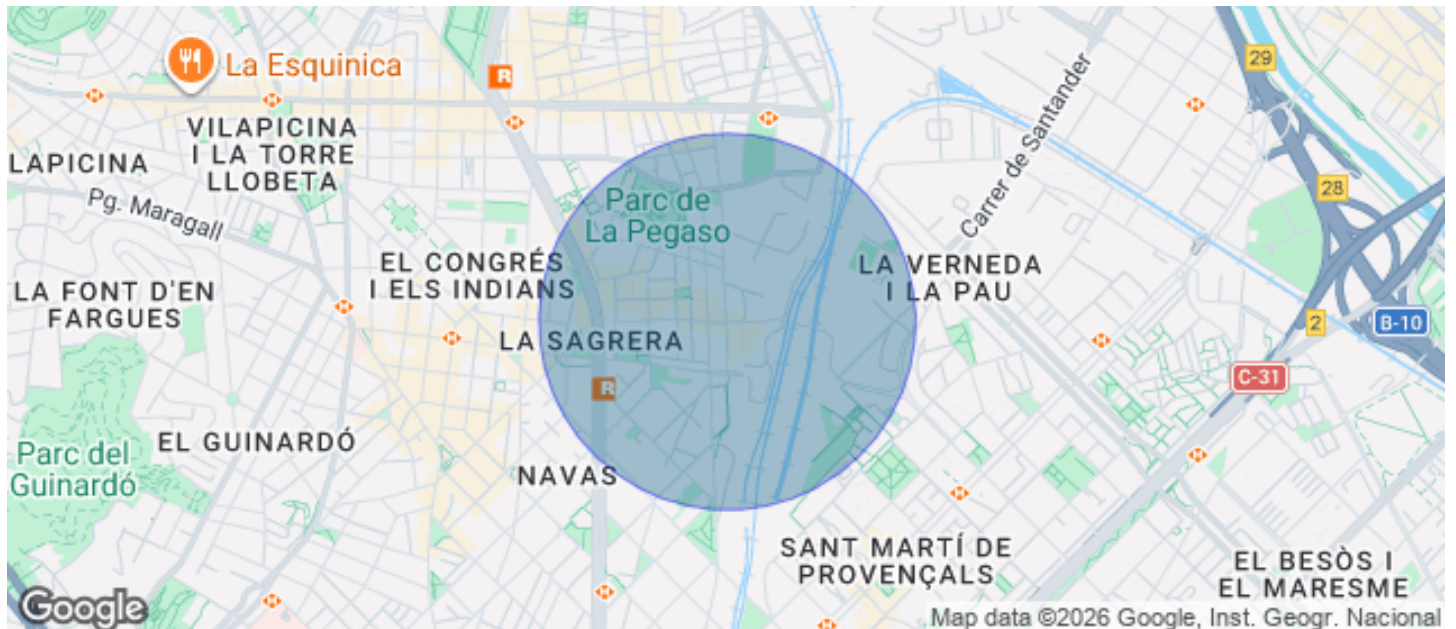 La Esquinica
R
29
VILAPICINA
I LA TORRE
LLOBETA
LAPICINA
Pg. Maragall
Parc de
La Pegaso
Carrer de Santander
28
EL CONGRÉS
I ELS INDIANS
LA VERNEDA
I LA PAU
LA FONT D'EN
FARGUES
2
B-10
LA SAGRERA
C-31
R
EL GUINARDÓ
Parc del
Guinardó
NAVAS
SANT MARTÍ DE
PROVENÇALS
EL BESÒS I
EL MARESME
Google
Map data ©2026 Google, Inst. Geogr. Nacional